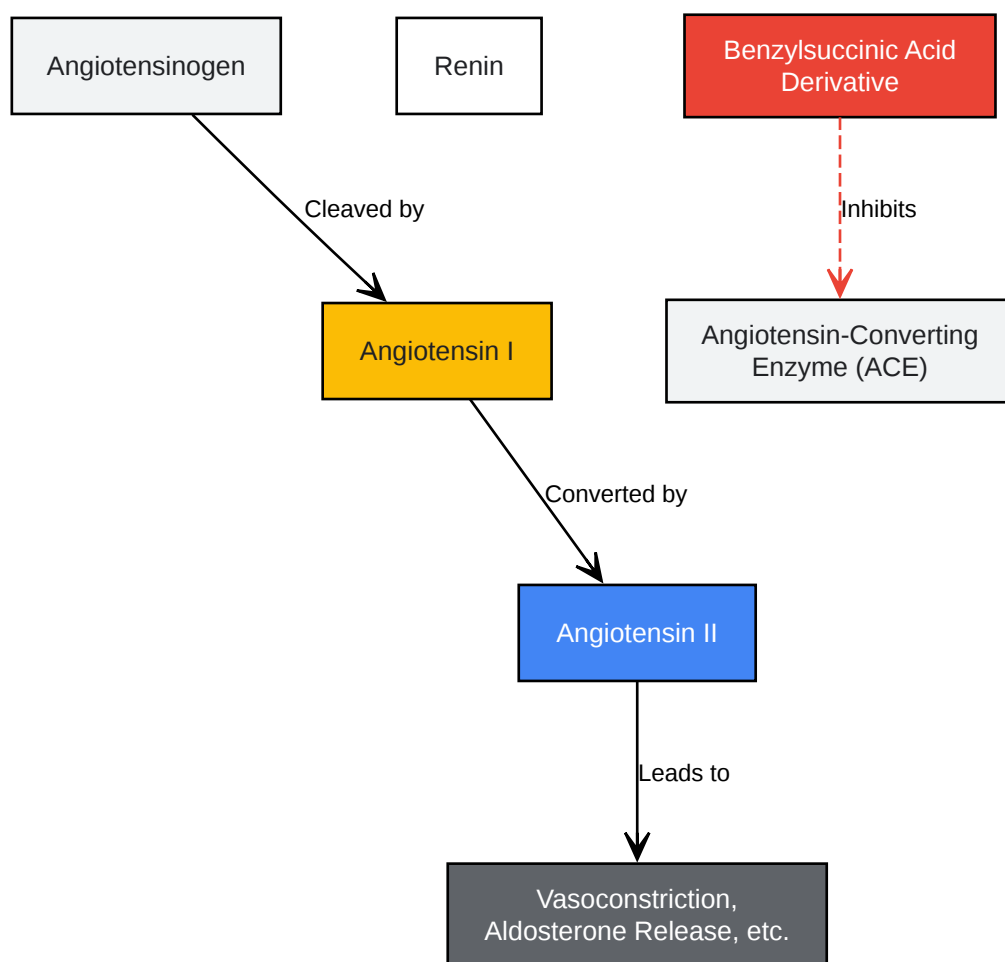 Angiotensinogen
Renin
Benzylsuccinic Acid
Derivative
Cleaved by
Inhibits
Angiotensin I
Angiotensin-Converting
Enzyme (ACE)
Converted by
Angiotensin II
Leads to
Vasoconstriction,
Aldosterone Release, etc.